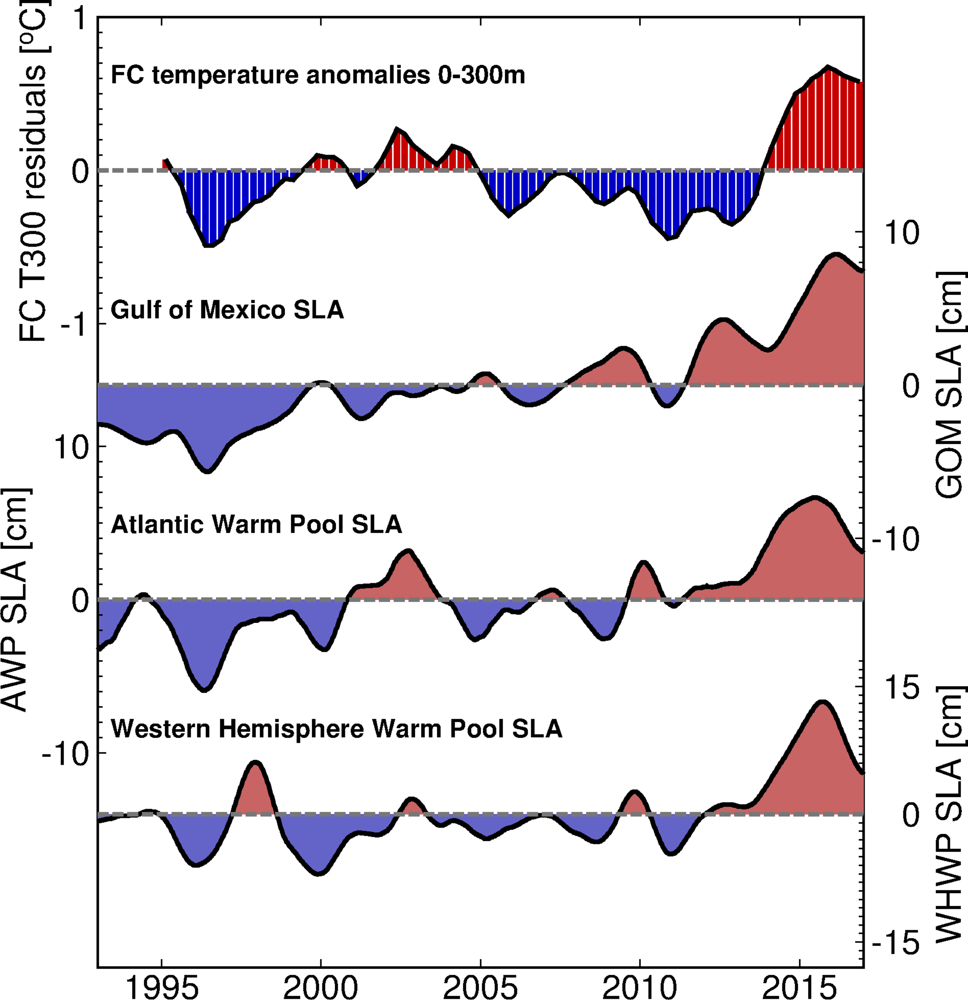 FC T300 residuals [ºC]
1
0
-1
FC temperature anomalies 0-300m
10
0
-10
GOM SLA [cm]
Gulf of Mexico SLA
AWP SLA [cm]
10
0
-10
Atlantic Warm Pool SLA
15
0
-15
WHWP SLA [cm]
Western Hemisphere Warm Pool SLA
1995 2000 2005 2010 2015